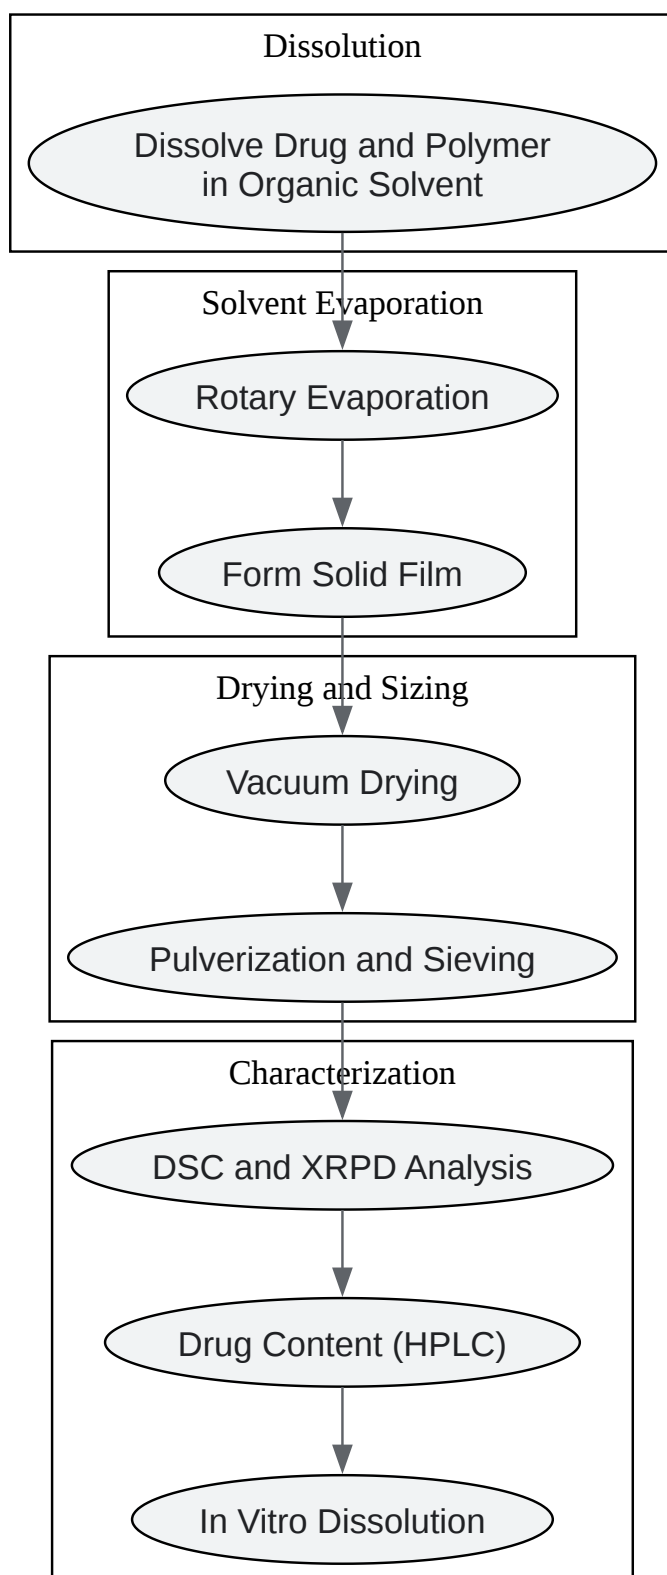 Dissolution
Dissolve Drug and Polymer
in Organic Solvent
Solvent Evaporation
Rotary Evaporation
Form Solid Film
Drying and Sizing
Vacuum Drying
Pulverization and Sieving
Characterization
DSC and XRPD Analysis
Drug Content (HPLC)
In Vitro Dissolution